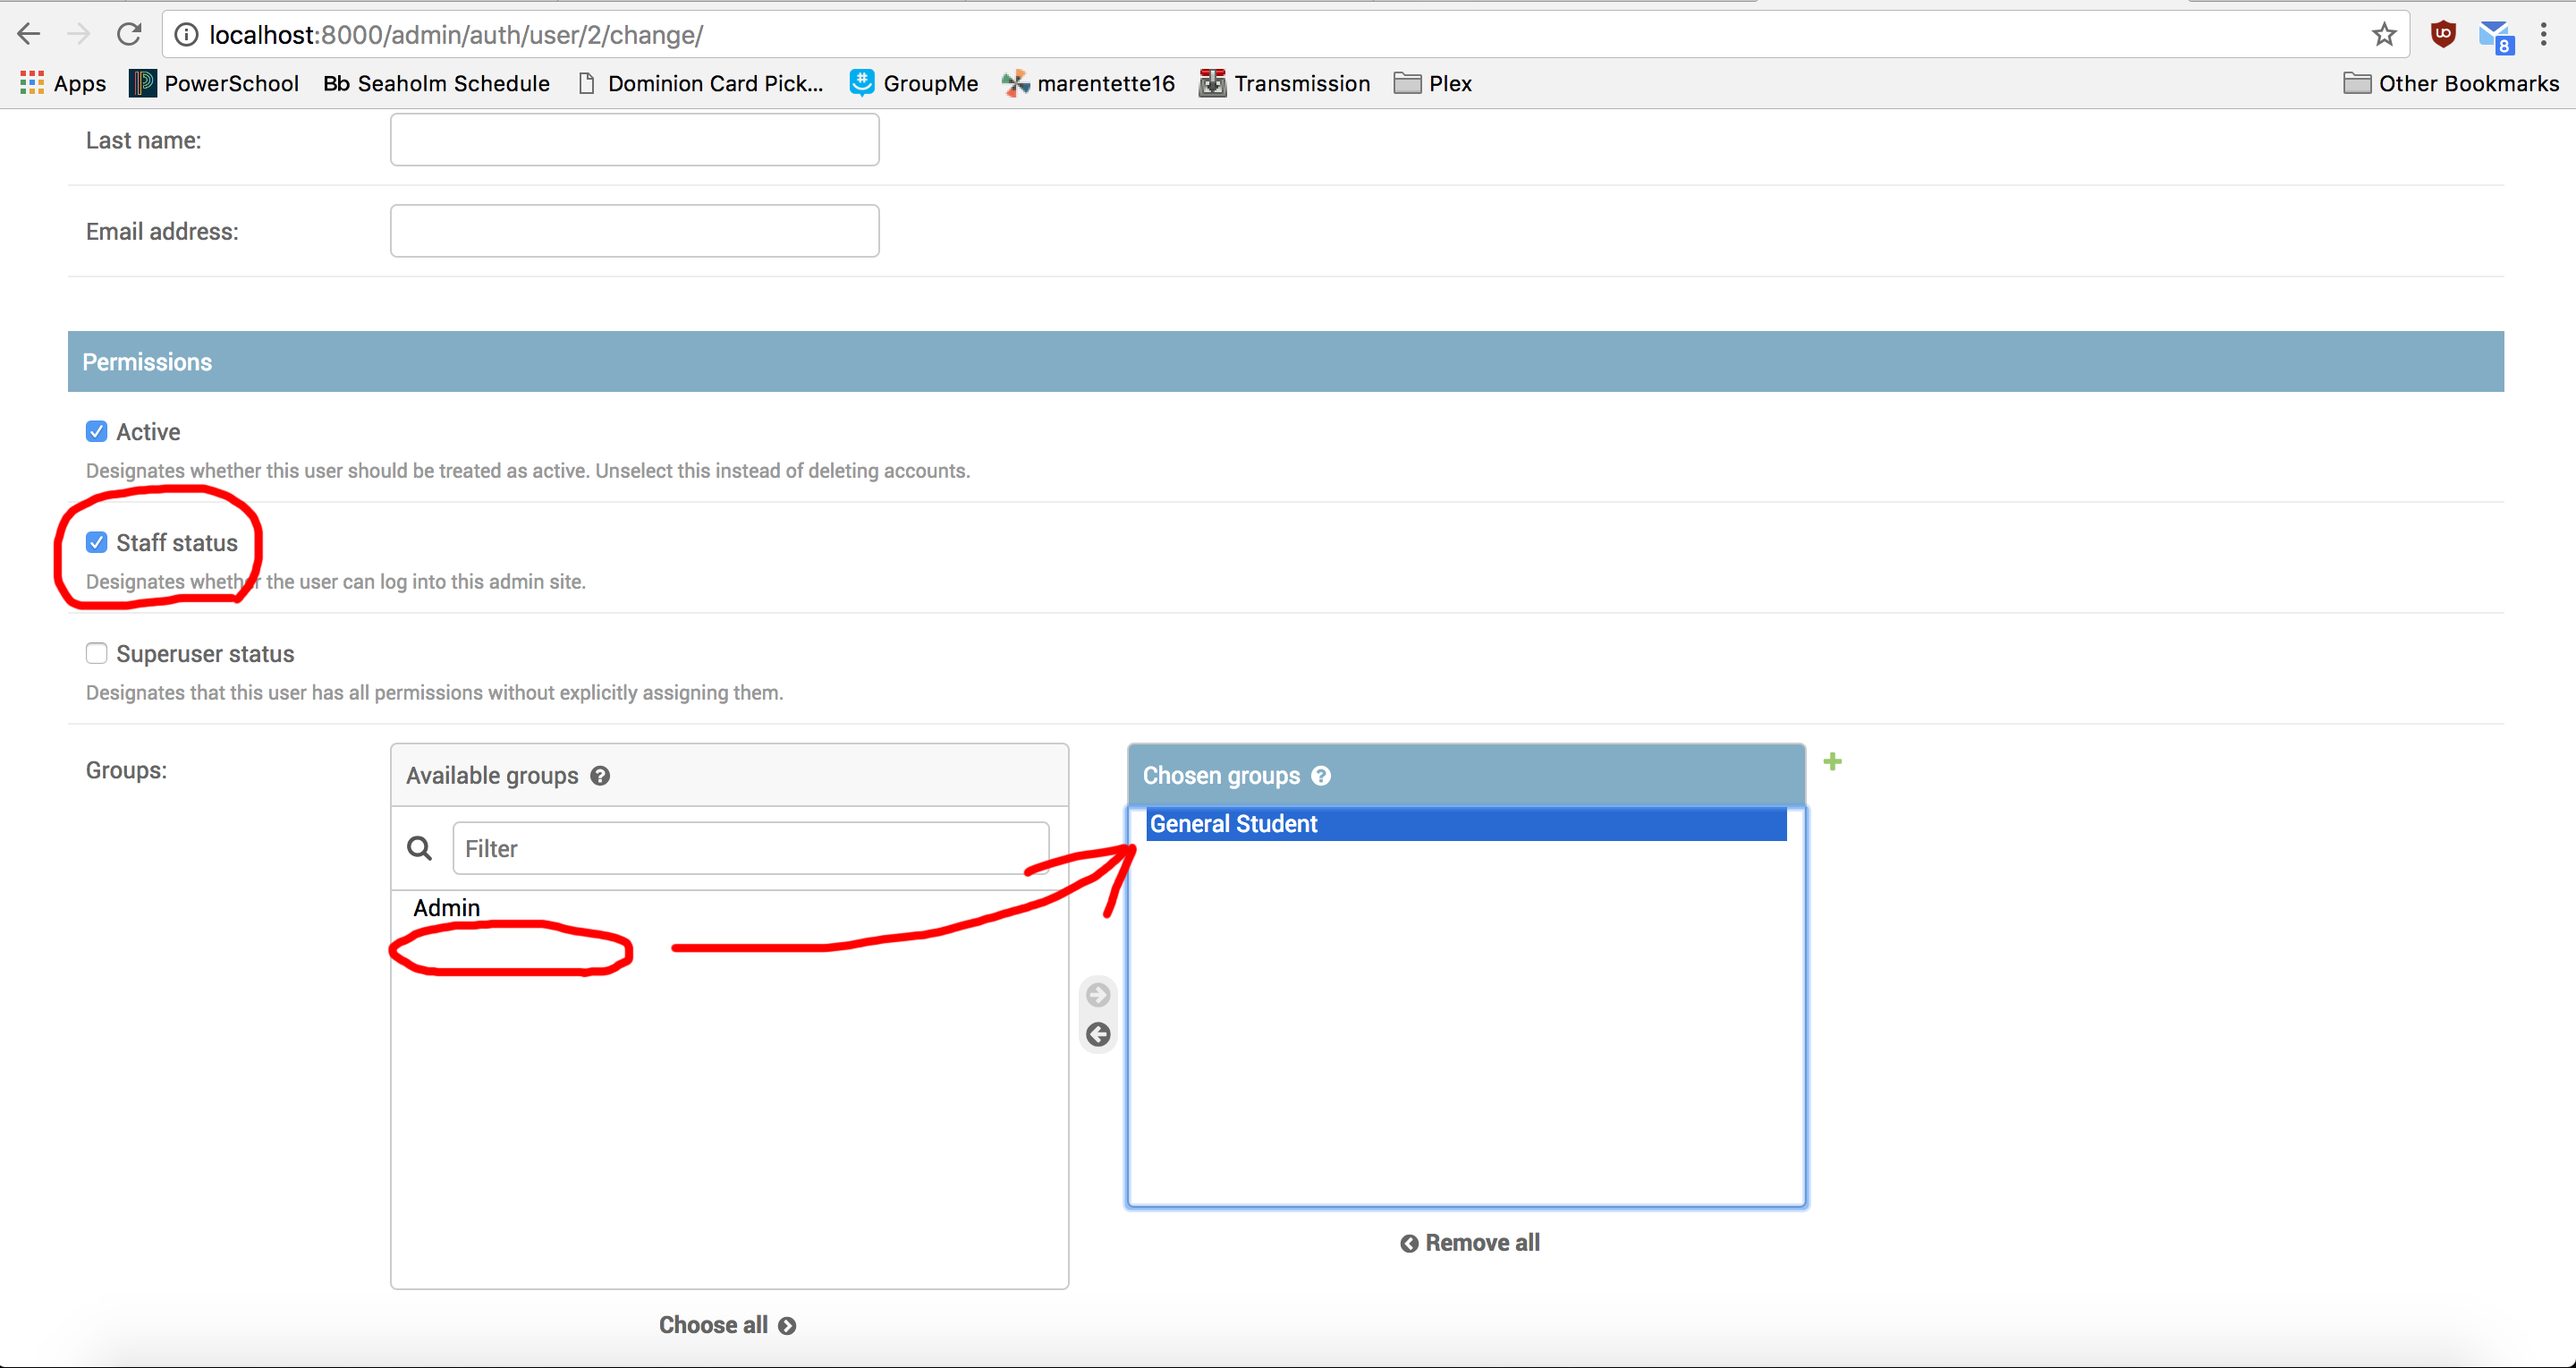 localhost:8000/admin/auth/user/2/change/
8
Apps PowerSchool Bb Seaholm Schedule Dominion Card Pick... GroupMe marentette16 Transmission Plex Other Bookmarks
Last name:
Email address:
Permissions
Active
Designates whether this user should be treated as active. Unselect this instead of deleting accounts.
Staff status
Designates whether the user can log into this admin site.
Superuser status
Designates that this user has all permissions without explicitly assigning them.
Groups:
Available groups ?
Filter
Admin
Choose all
Chosen groups ?
General Student
Remove all